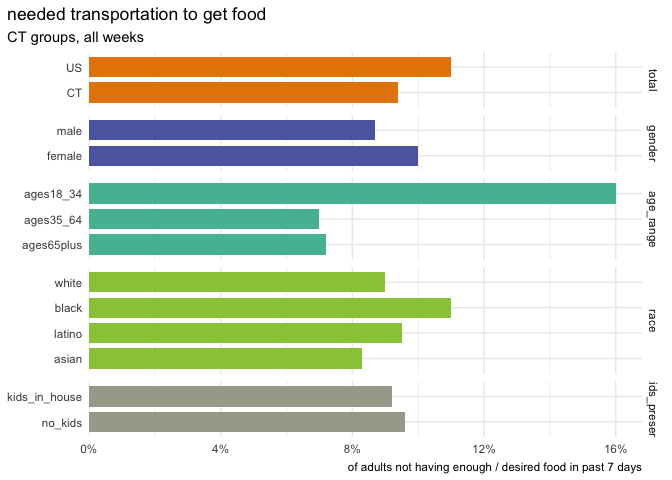 needed transportation to get food
CT groups, all weeks
US
CT
total
male
female
gender
ages18_34
ages35_64
ages65plus
age_range
white
black
latino
asian
race
kids_in_house
no_kids
ids_preser
0% 4% 8% 12% 16%
of adults not having enough / desired food in past 7 days